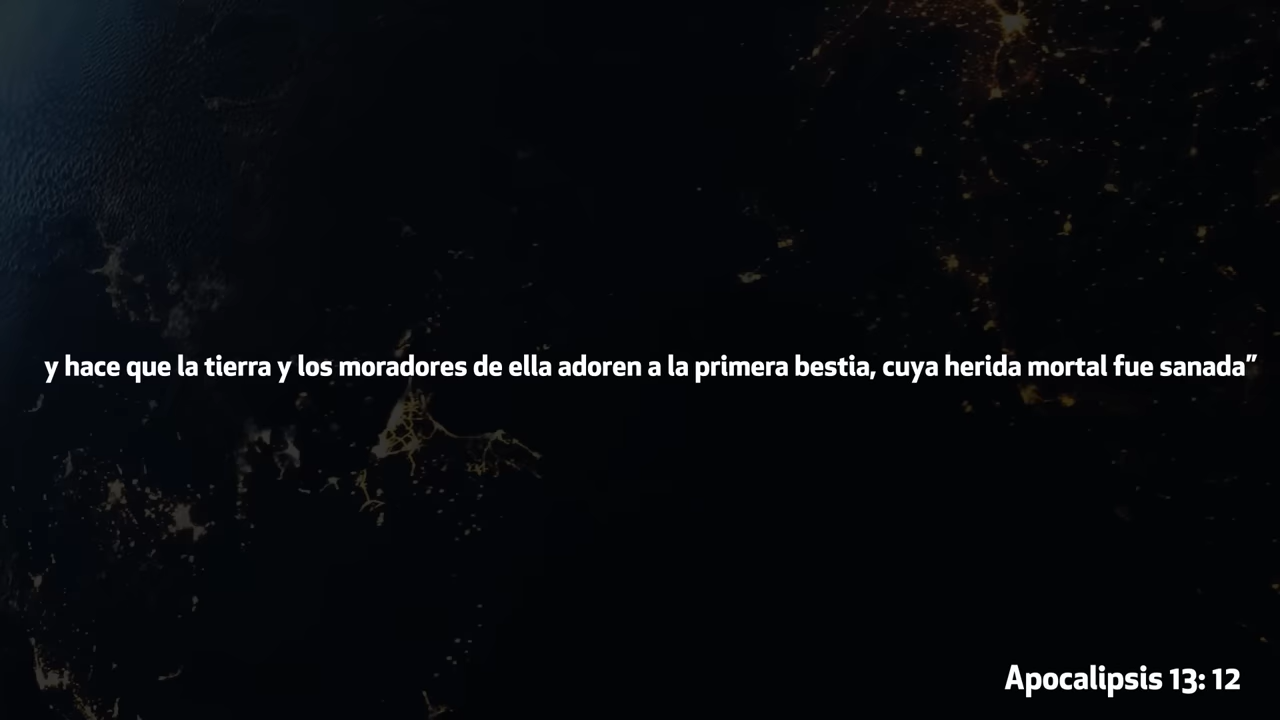 y hace que la tierra y los moradores de ella adoren a la primera bestia, cuya herida mortal fue sanada”
Apocalipsis 13: 12